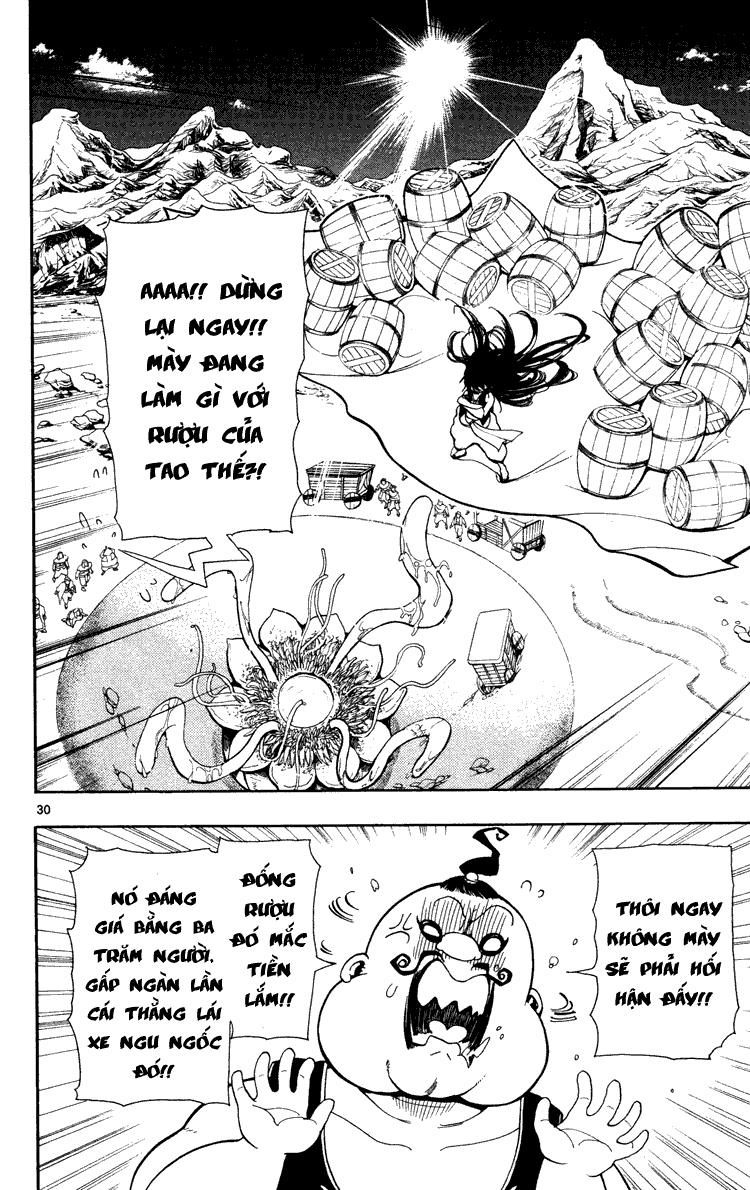 AAAA!! DỪNG
LẠI NGAY!!
MÀY ĐANG
LÀM GÌ VỚI
RƯỢU CỦA
TAO THẾ?!
30
THÔI NGAY
KHÔNG MÀY
SẼ PHẢI HỐI
HẬN ĐẤY!!
ĐỐNG
RƯỢU
ĐÓ MẮC
TIỀN
LẮM!!
NÓ ĐÁNG
GIÁ BẰNG BA
TRĂM NGƯỜI.
GẤP NGÀN LẦN
CÁI THẰNG LÁI
XE NGU NGỐC
ĐÓ!!